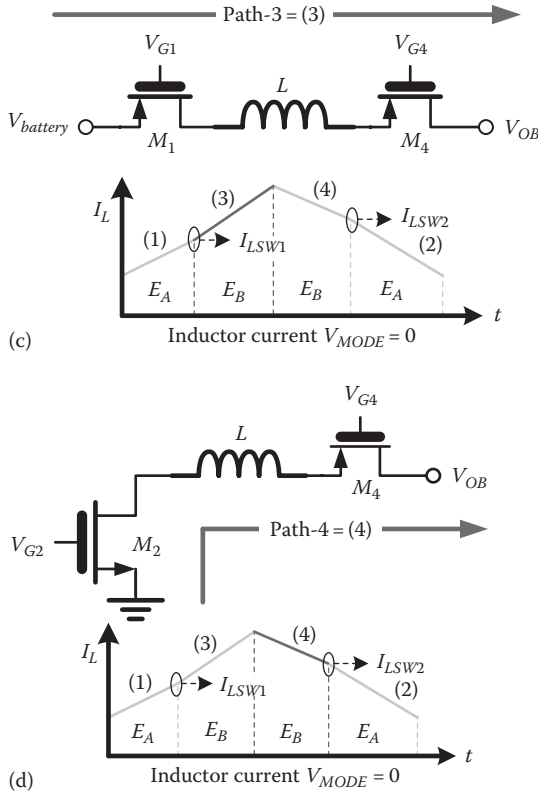 Path-3 = (3)
V_G1
V_G4
L
V_battery
M_1
M_4
V_OB
I_L
(1)
(3)
(4)
(2)
I_LSW1
I_LSW2
E_A
E_B
E_B
E_A
t
(c)
Inductor current V_MODE = 0
V_G4
L
M_4
V_OB
V_G2
M_2
Path-4 = (4)
I_L
(1)
(3)
(4)
(2)
I_LSW1
I_LSW2
E_A
E_B
E_B
E_A
t
(d)
Inductor current V_MODE = 0